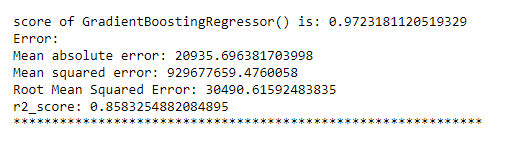 score of GradientBoostingRegressor() is: 0.9723181120519329
Error:
Mean absolute error: 20935.696381703998
Mean squared error: 929677659.4760058
Root Mean Squared Error: 30490.61592483835
r2_score: 0.8583254882084895
*************************************************************